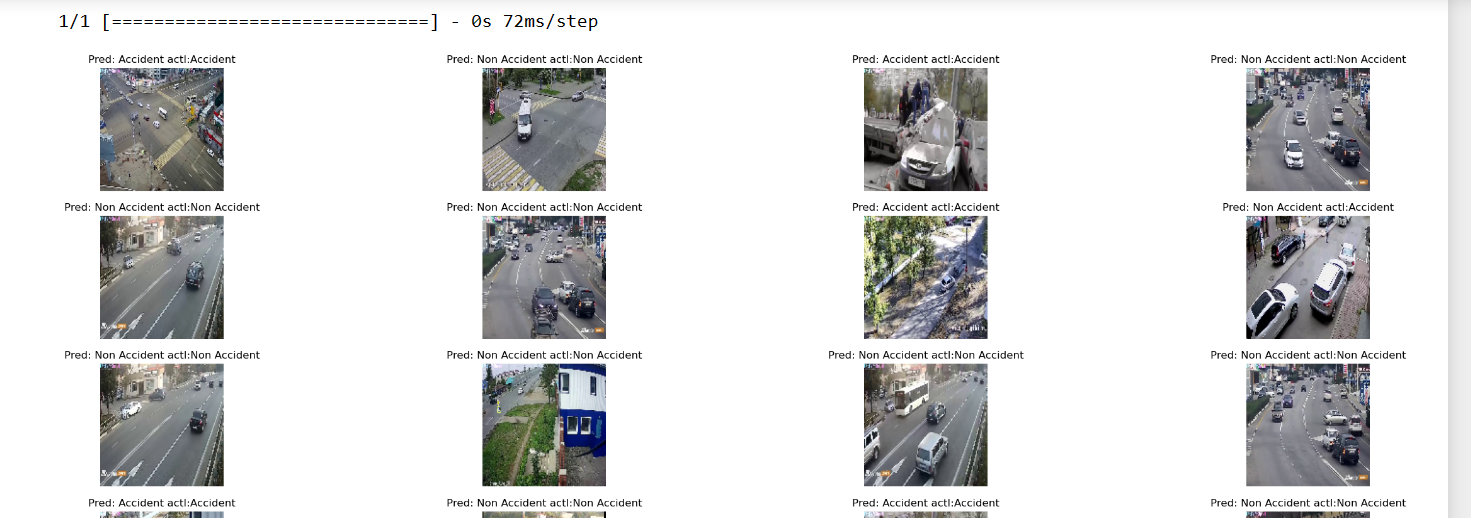 1/1 [==============================] - 0s 72ms/step
Pred: Accident actl:Accident
Pred: Non Accident actl:Non Accident
Pred: Accident actl:Accident
Pred: Non Accident actl:Non Accident
Pred: Non Accident actl:Non Accident
Pred: Non Accident actl:Non Accident
Pred: Accident actl:Accident
Pred: Non Accident actl:Accident
Pred: Non Accident actl:Non Accident
Pred: Non Accident actl:Non Accident
Pred: Non Accident actl:Non Accident
Pred: Non Accident actl:Non Accident
Pred: Accident actl:Accident
Pred: Non Accident actl:Non Accident
Pred: Accident actl:Accident
Pred: Non Accident actl:Non Accident